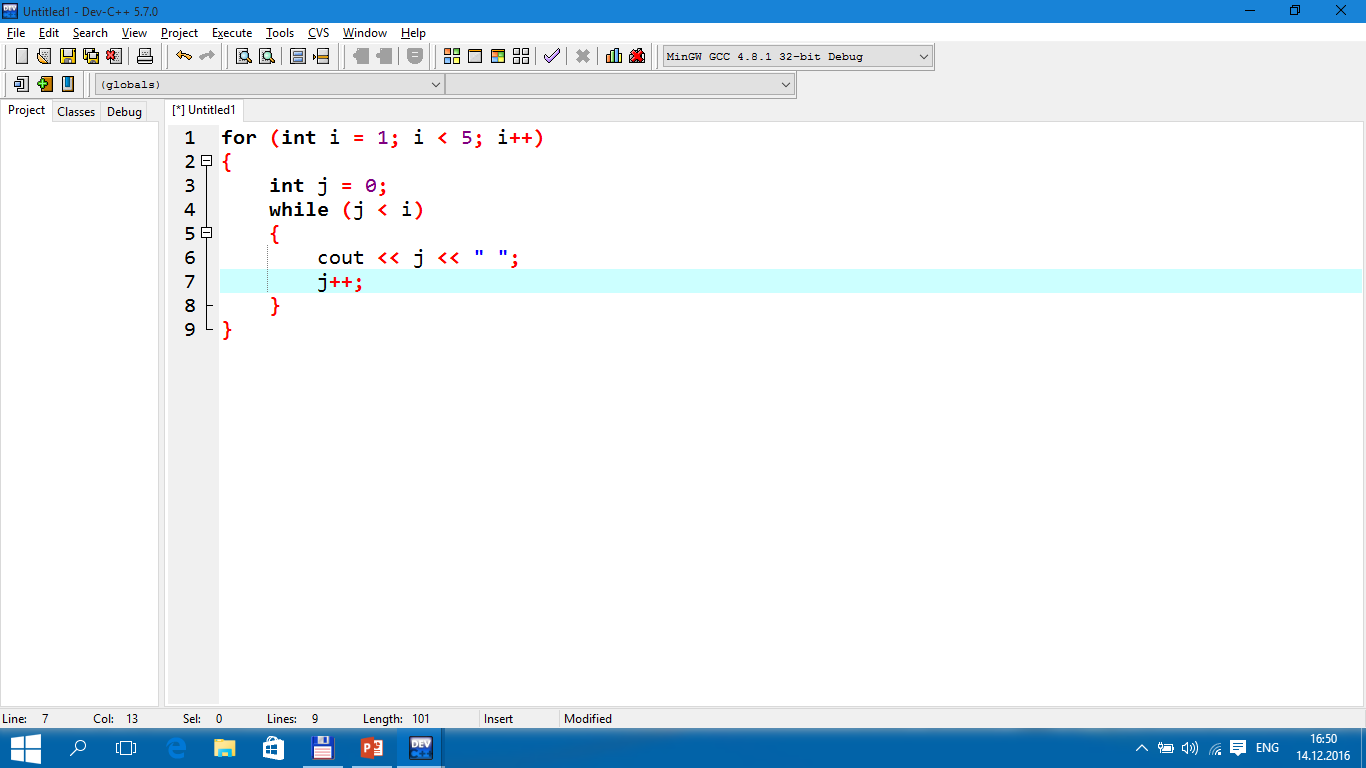 Untitled1 - Dev-C++ 5.7.0
File Edit Search View Project Execute Tools CVS Window Help
MinGW GCC 4.8.1 32-bit Debug
(globals)
Project Classes Debug
[*] Untitled1
1 for (int i = 1; i < 5; i++)
2 {
3     int j = 0;
4     while (j < i)
5     {
6         cout << j << " ";
7         j++;
8     }
9 }
Line: 7 Col: 13 Sel: 0 Lines: 9 Length: 101 Insert Modified
ENG
16:50
14.12.2016